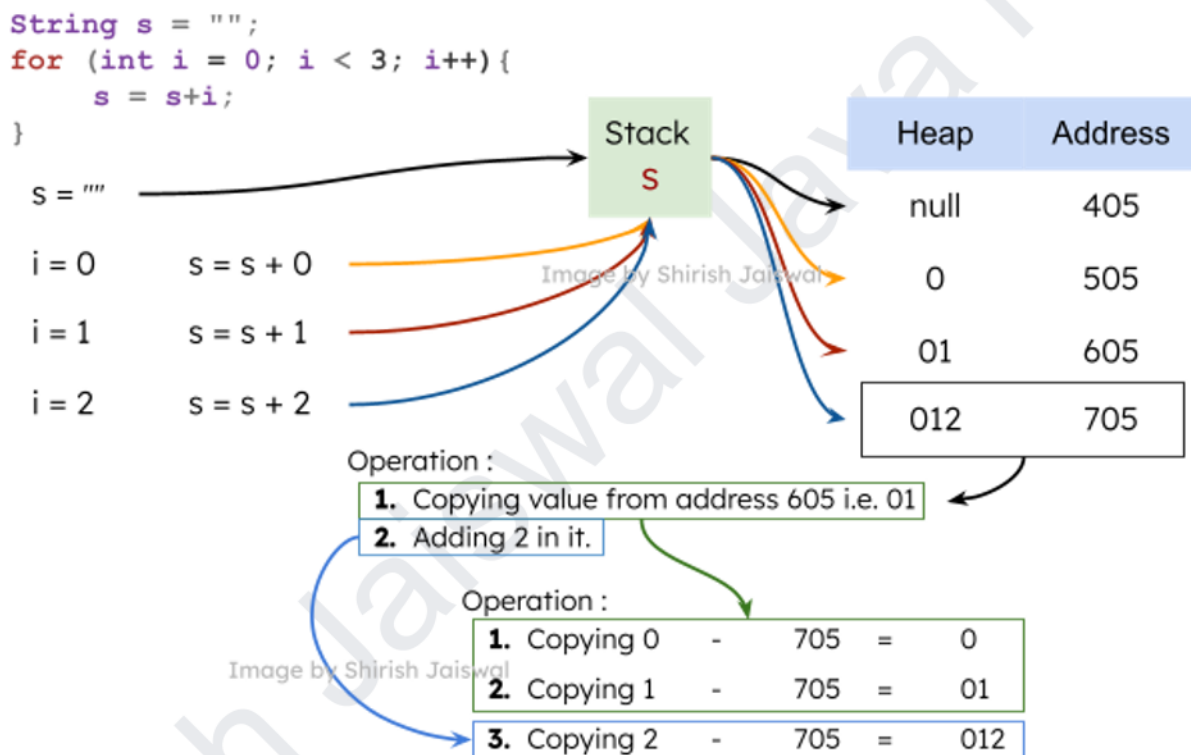 String s = "";
for (int i = 0; i < 3; i++){
s = s+i;
}
Stack
s
Heap Address
s = ""
null 405
i = 0 s = s + 0
0 505
Image by Shirish Jaiswal
i = 1 s = s + 1
01 605
i = 2 s = s + 2
012 705
Operation :
1. Copying value from address 605 i.e. 01
2. Adding 2 in it.
Operation :
1. Copying 0 - 705 = 0
Image by Shirish Jaiswal
2. Copying 1 - 705 = 01
3. Copying 2 - 705 = 012
h Jaiswal Jaiswal Java